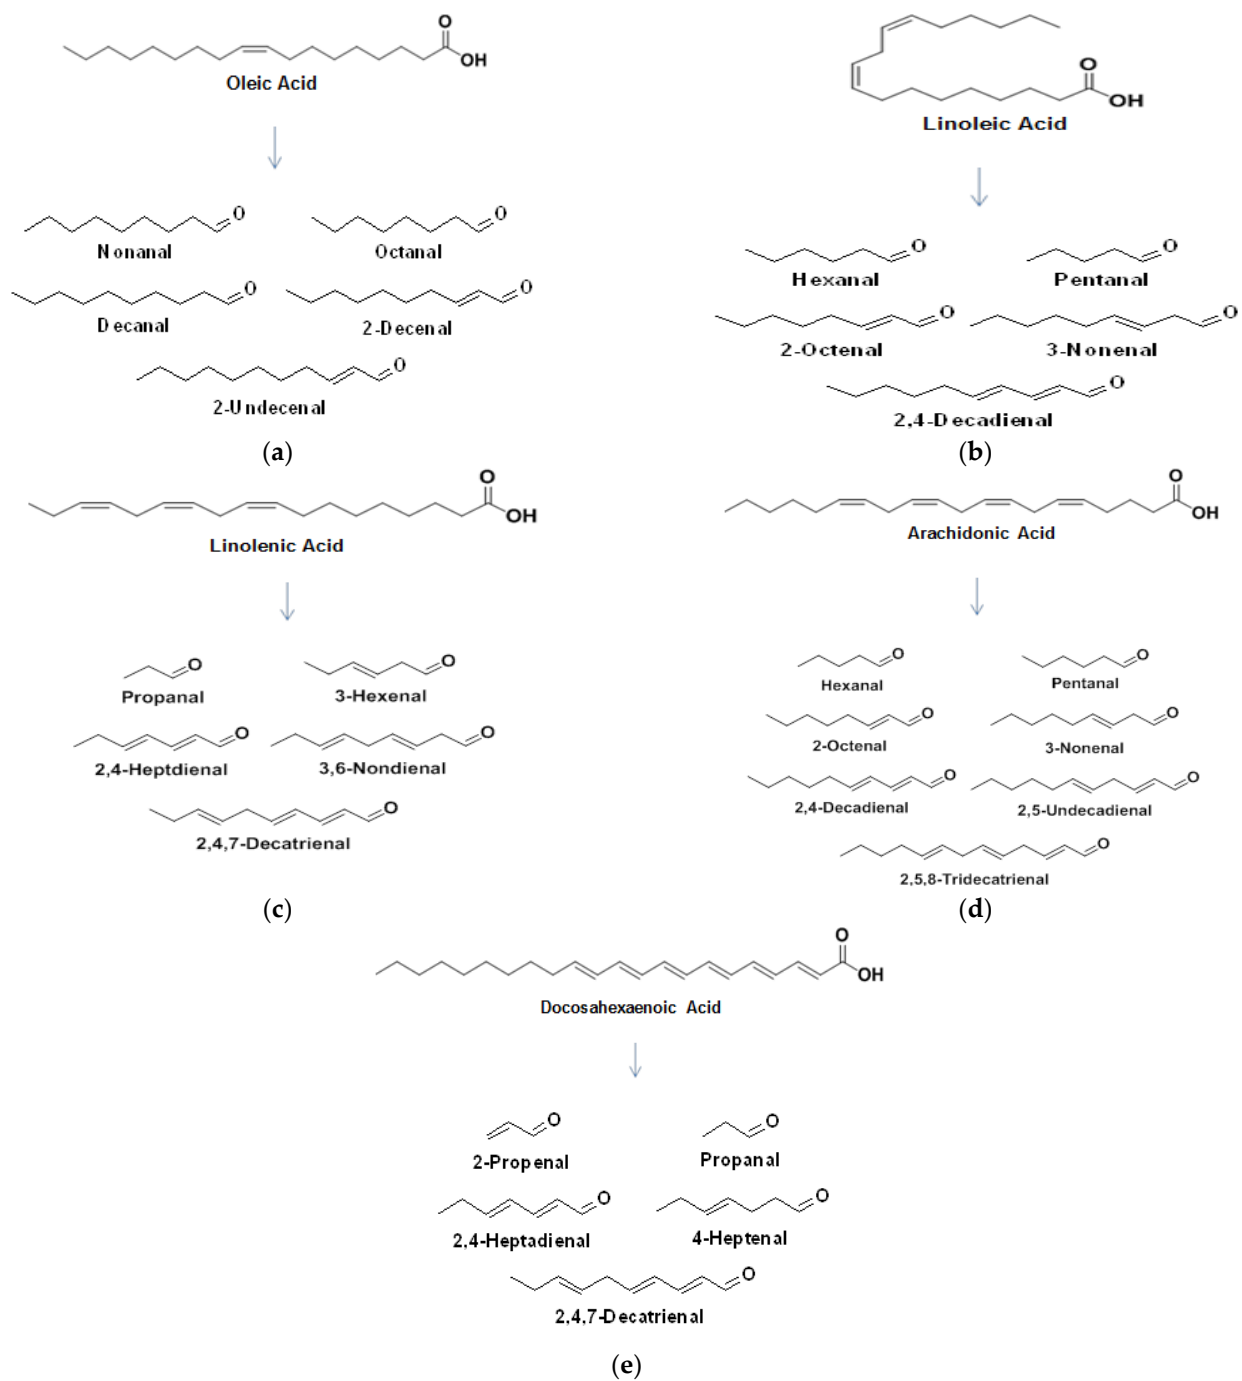 O
OH
Oleic Acid
O
Nonanal
O
Octanal
O
Decanal
O
2-Decenal
O
2-Undecenal
(a)
O
OH
Linoleic Acid
O
Hexanal
O
Pentanal
O
2-Octenal
O
3-Nonenal
O
2,4-Decadienal
(b)
O
OH
Linolenic Acid
O
Propanal
O
3-Hexenal
O
2,4-Heptdienal
O
3,6-Nondienal
O
2,4,7-Decatrienal
(c)
O
OH
Arachidonic Acid
O
Hexanal
O
Pentanal
O
2-Octenal
O
3-Nonenal
O
2,4-Decadienal
O
2,5-Undecadienal
O
2,5,8-Tridecatrienal
(d)
O
OH
Docosahexaenoic Acid
O
2-Propenal
O
Propanal
O
2,4-Heptadienal
O
4-Heptenal
O
2,4,7-Decatrienal
(e)